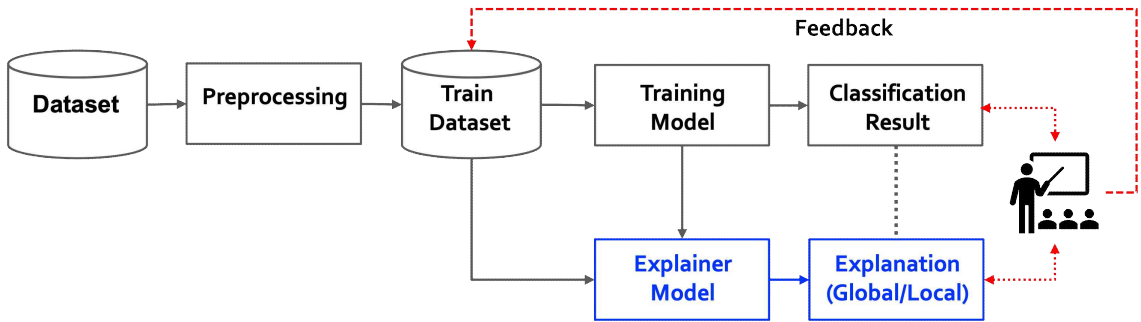 Feedback
Dataset
Preprocessing
Train
Dataset
Training
Model
Classification
Result
Explainer
Model
Explanation
(Global/Local)